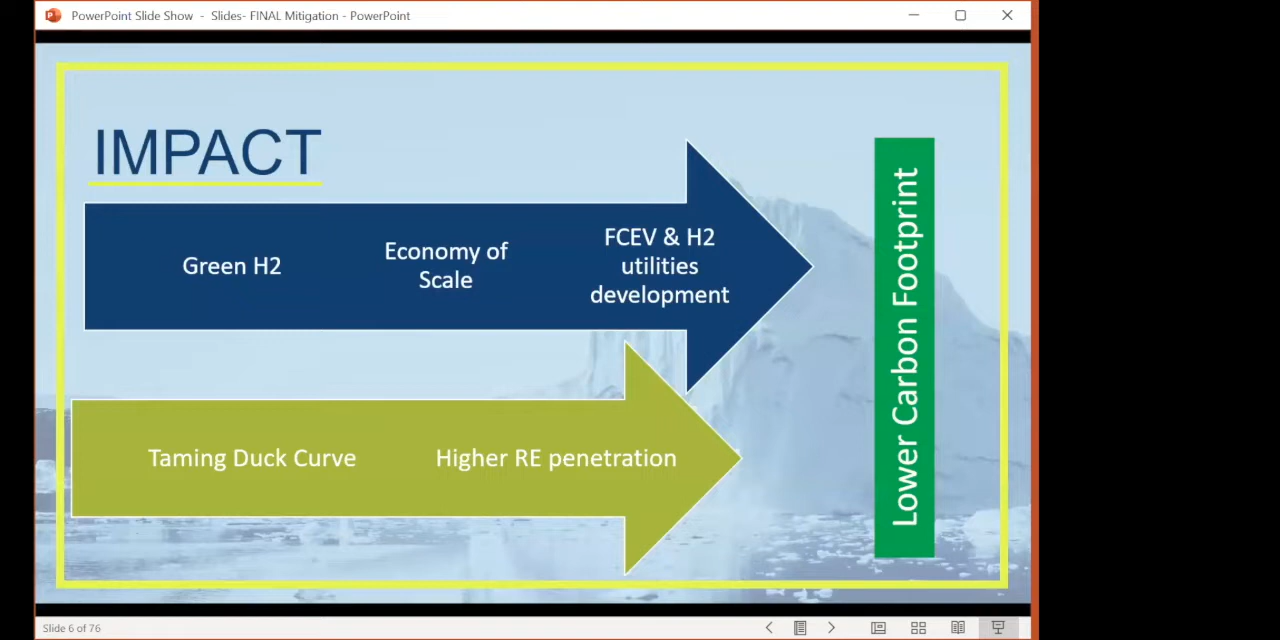 PowerPoint Slide Show - Slides- FINAL Mitigation - PowerPoint
IMPACT
Green H2
Economy of
Scale
FCEV & H2
utilities
development
Taming Duck Curve
Higher RE penetration
Lower Carbon Footprint
Slide 6 of 76